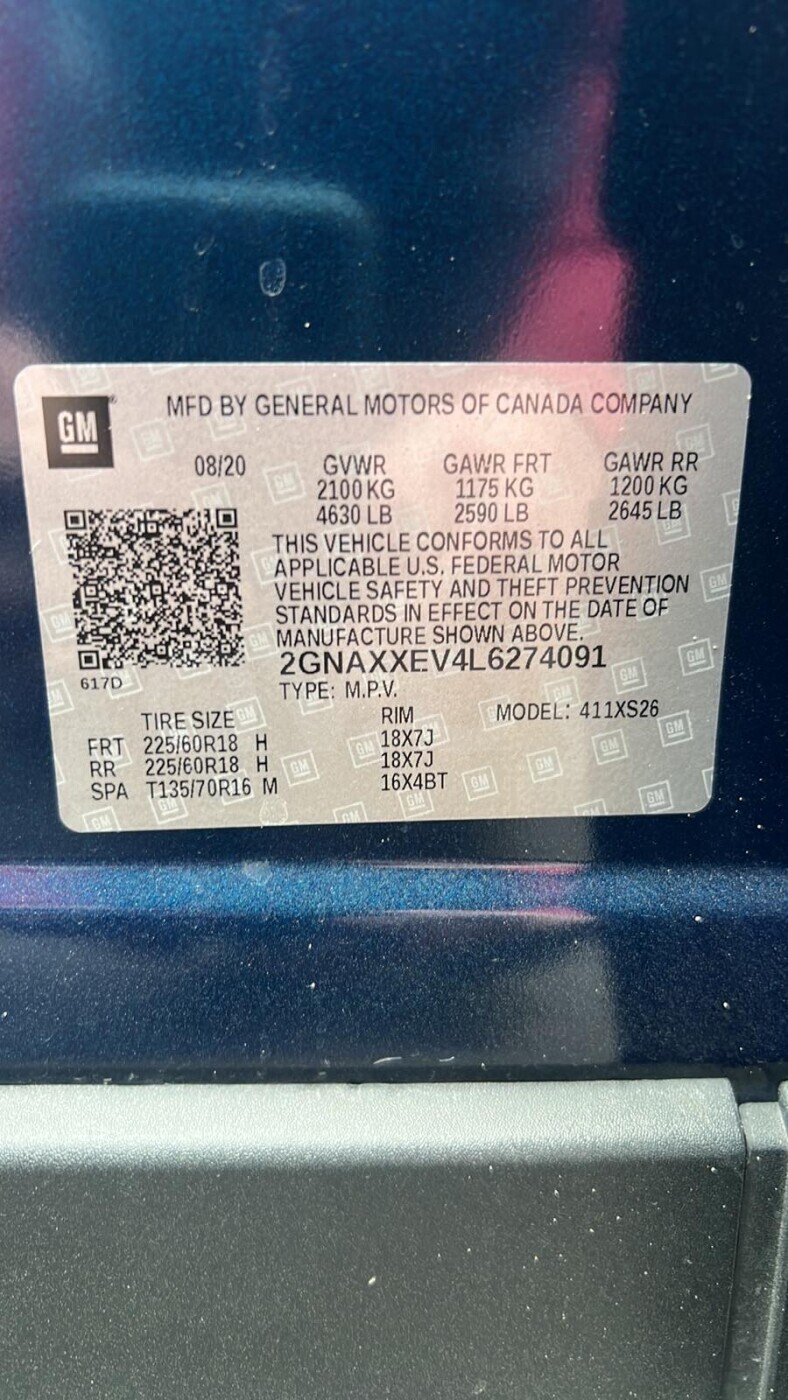 GM
MFD BY GENERAL MOTORS OF CANADA COMPANY
08/20 GVWR GAWR FRT GAWR RR
2100 KG 1175 KG 1200 KG
4630 LB 2590 LB 2645 LB
THIS VEHICLE CONFORMS TO ALL
APPLICABLE U.S. FEDERAL MOTOR
VEHICLE SAFETY AND THEFT PREVENTION
STANDARDS IN EFFECT ON THE DATE OF
MANUFACTURE SHOWN ABOVE.
2GNAXXEV4L6274091
617D
TYPE: M.P.V.
TIRE SIZE RIM MODEL: 411XS26
FRT 225/60R18 H 18X7J
RR 225/60R18 H 18X7J
SPA T135/70R16 M 16X4BT